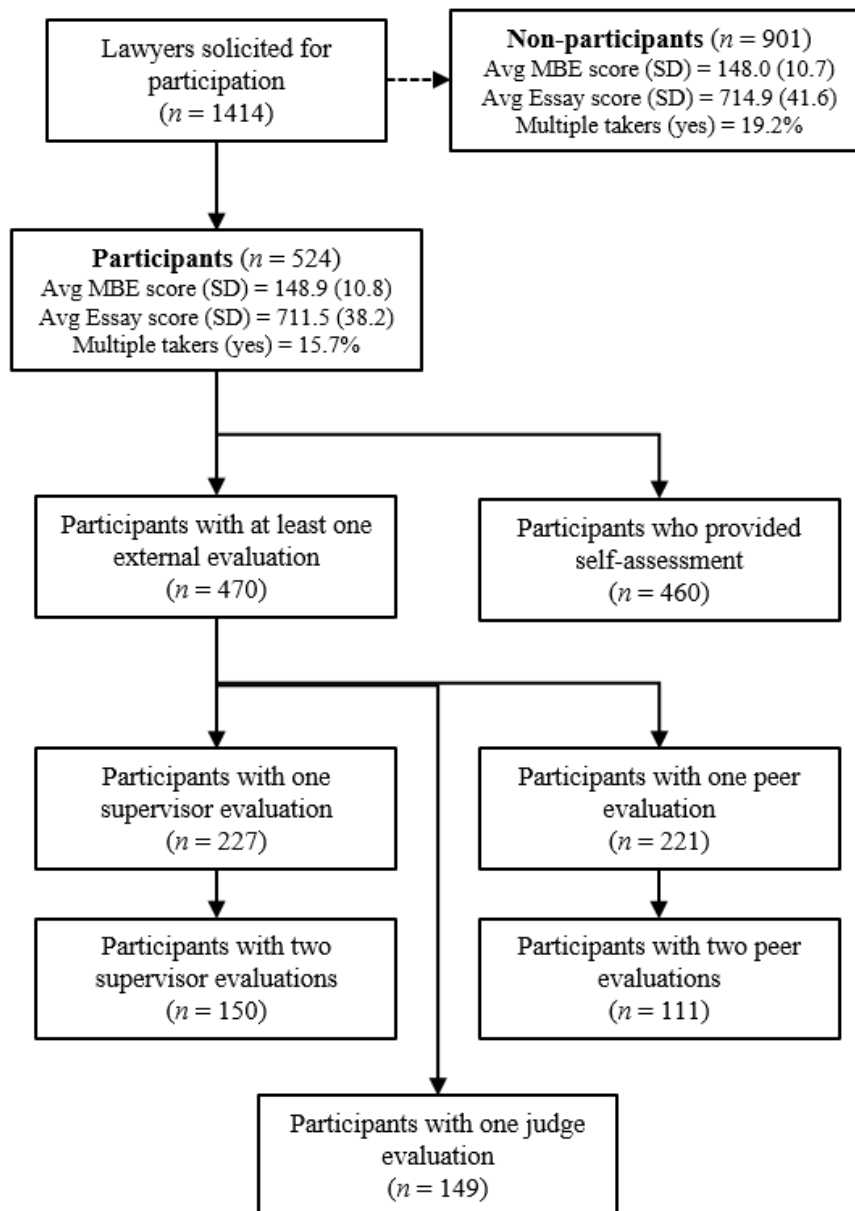 Lawyers solicited for
participation
(n = 1414)
Non-participants (n = 901)
Avg MBE score (SD) = 148.0 (10.7)
Avg Essay score (SD) = 714.9 (41.6)
Multiple takers (yes) = 19.2%
Participants (n = 524)
Avg MBE score (SD) = 148.9 (10.8)
Avg Essay score (SD) = 711.5 (38.2)
Multiple takers (yes) = 15.7%
Participants with at least one
external evaluation
(n = 470)
Participants who provided
self-assessment
(n = 460)
Participants with one
supervisor evaluation
(n = 227)
Participants with one peer
evaluation
(n = 221)
Participants with two
supervisor evaluations
(n = 150)
Participants with two peer
evaluations
(n = 111)
Participants with one judge
evaluation
(n = 149)